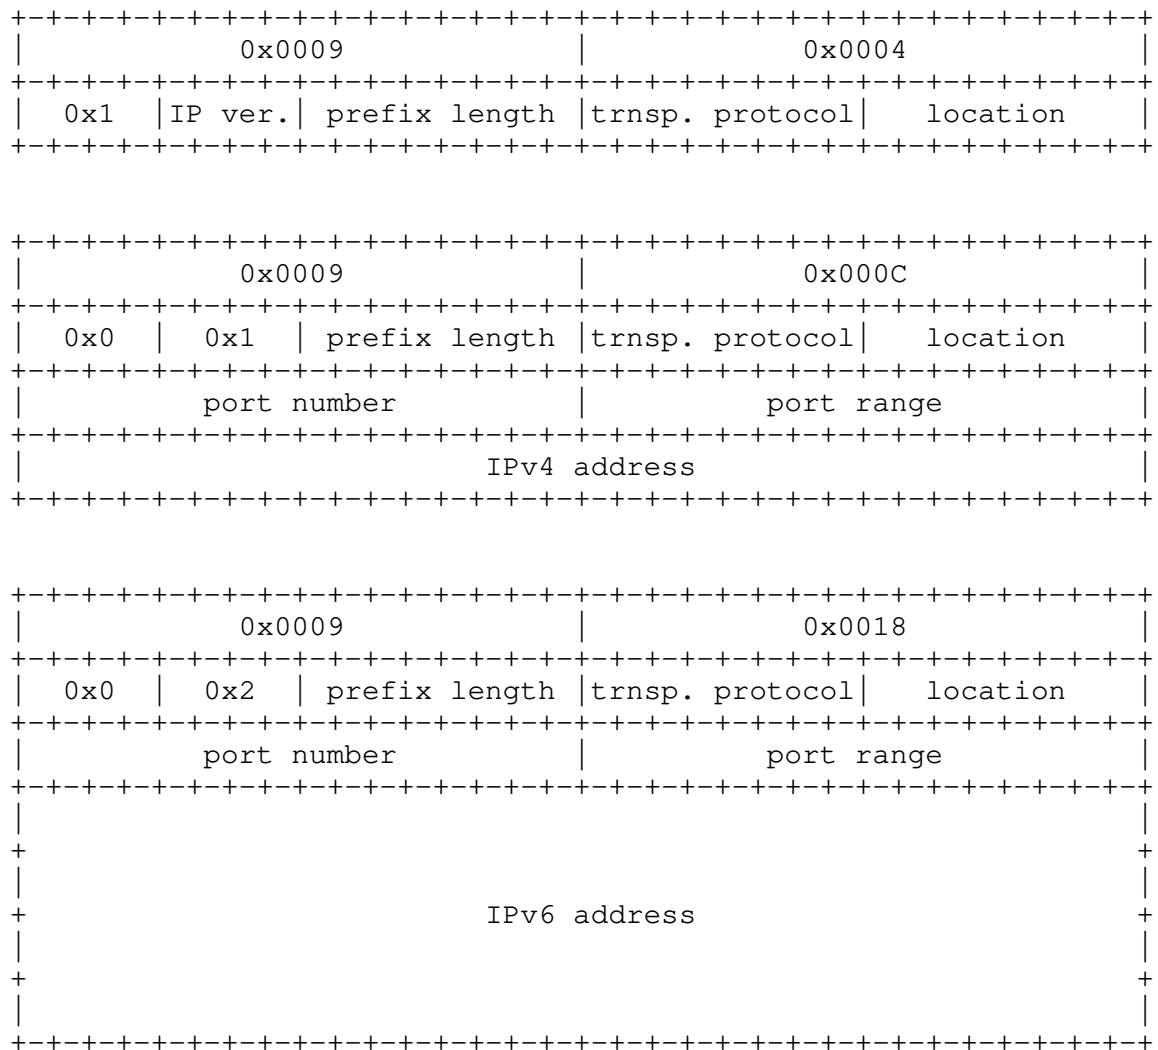 +-+-+-+-+-+-+-+-+-+-+-+-+-+-+-+-+-+-+-+-+-+-+-+-+-+-+-+-+-+-+-+-+
|            0x0009             |            0x0004             |
+-+-+-+-+-+-+-+-+-+-+-+-+-+-+-+-+-+-+-+-+-+-+-+-+-+-+-+-+-+-+-+-+
|  0x1  |IP ver.| prefix length |trnsp. protocol|   location    |
+-+-+-+-+-+-+-+-+-+-+-+-+-+-+-+-+-+-+-+-+-+-+-+-+-+-+-+-+-+-+-+-+

+-+-+-+-+-+-+-+-+-+-+-+-+-+-+-+-+-+-+-+-+-+-+-+-+-+-+-+-+-+-+-+-+
|            0x0009             |            0x000C             |
+-+-+-+-+-+-+-+-+-+-+-+-+-+-+-+-+-+-+-+-+-+-+-+-+-+-+-+-+-+-+-+-+
|  0x0  |  0x1  | prefix length |trnsp. protocol|   location    |
+-+-+-+-+-+-+-+-+-+-+-+-+-+-+-+-+-+-+-+-+-+-+-+-+-+-+-+-+-+-+-+-+
|          port number          |          port range           |
+-+-+-+-+-+-+-+-+-+-+-+-+-+-+-+-+-+-+-+-+-+-+-+-+-+-+-+-+-+-+-+-+
|                          IPv4 address                         |
+-+-+-+-+-+-+-+-+-+-+-+-+-+-+-+-+-+-+-+-+-+-+-+-+-+-+-+-+-+-+-+-+

+-+-+-+-+-+-+-+-+-+-+-+-+-+-+-+-+-+-+-+-+-+-+-+-+-+-+-+-+-+-+-+-+
|            0x0009             |            0x0018             |
+-+-+-+-+-+-+-+-+-+-+-+-+-+-+-+-+-+-+-+-+-+-+-+-+-+-+-+-+-+-+-+-+
|  0x0  |  0x2  | prefix length |trnsp. protocol|   location    |
+-+-+-+-+-+-+-+-+-+-+-+-+-+-+-+-+-+-+-+-+-+-+-+-+-+-+-+-+-+-+-+-+
|          port number          |          port range           |
+-+-+-+-+-+-+-+-+-+-+-+-+-+-+-+-+-+-+-+-+-+-+-+-+-+-+-+-+-+-+-+-+
|                                                               |
+                                                               +
|                                                               |
+                          IPv6 address                         +
|                                                               |
+                                                               +
|                                                               |
+-+-+-+-+-+-+-+-+-+-+-+-+-+-+-+-+-+-+-+-+-+-+-+-+-+-+-+-+-+-+-+-+